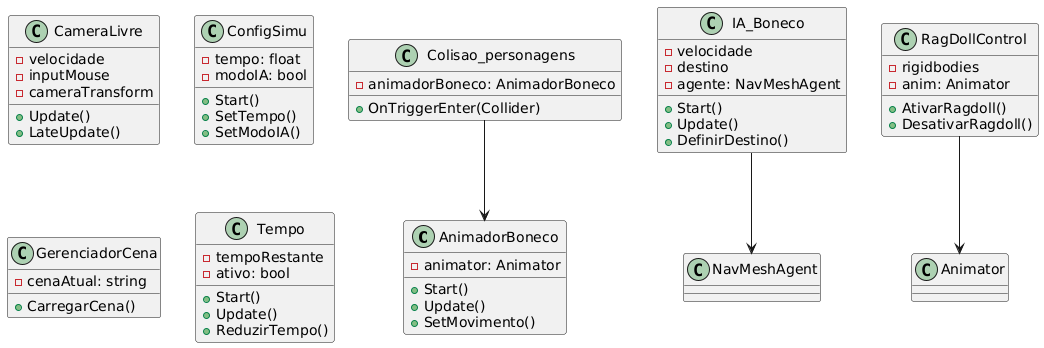 C CameraLivre
velocidade
inputMouse
cameraTransform
Update()
LateUpdate()
C ConfigSimu
tempo: float
modoIA: bool
Start()
SetTempo()
SetModoIA()
C Colisao_personagens
animadorBoneco: AnimadorBoneco
OnTriggerEnter(Collider)
C IA_Boneco
velocidade
destino
agente: NavMeshAgent
Start()
Update()
DefinirDestino()
C RagDollControl
rigidbodies
anim: Animator
AtivarRagdoll()
DesativarRagdoll()
C GerenciadorCena
cenaAtual: string
CarregarCena()
C Tempo
tempoRestante
ativo: bool
Start()
Update()
ReduzirTempo()
C AnimadorBoneco
animator: Animator
Start()
Update()
SetMovimento()
C NavMeshAgent
C Animator